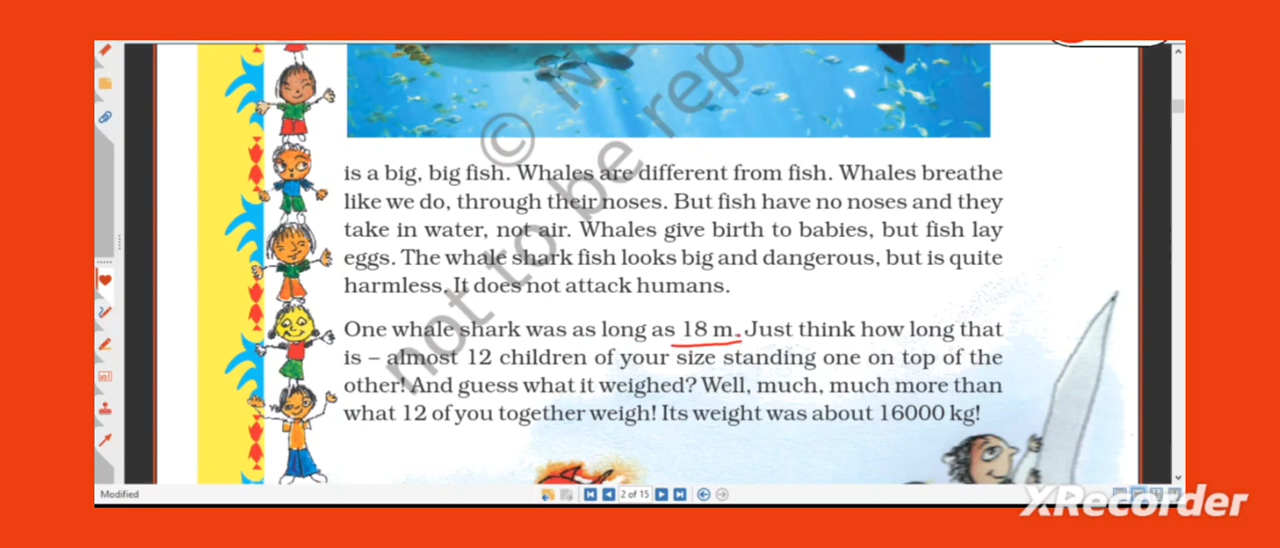 is a big, big fish. Whales are different from fish. Whales breathe
like we do, through their noses. But fish have no noses and they
take in water, not air. Whales give birth to babies, but fish lay
eggs. The whale shark fish looks big and dangerous, but is quite
harmless. It does not attack humans.
One whale shark was as long as 18 m. Just think how long that
is – almost 12 children of your size standing one on top of the
other! And guess what it weighed? Well, much, much more than
what 12 of you together weigh! Its weight was about 16000 kg!
not to be rep
Modified
2 of 15
XRecorder